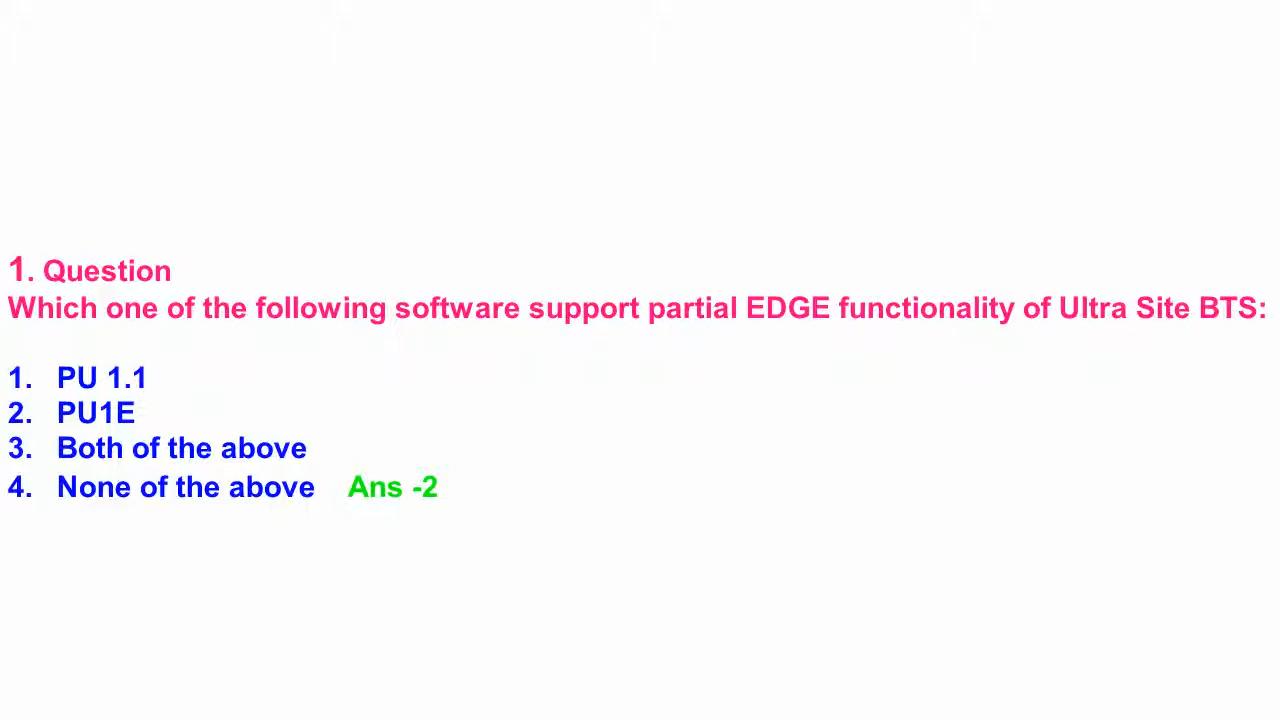 1. Question
Which one of the following software support partial EDGE functionality of Ultra Site BTS:
1. PU 1.1
2. PU1E
3. Both of the above
4. None of the above Ans -2